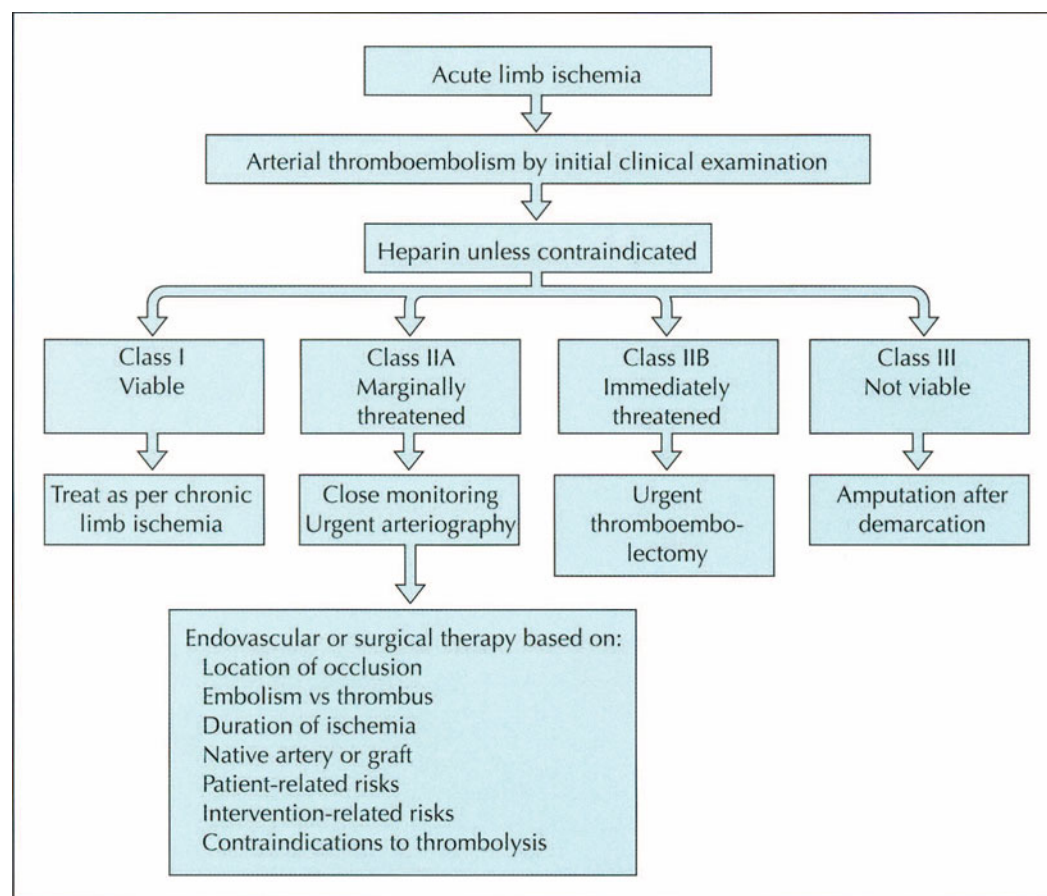 Acute limb ischemia
Arterial thromboembolism by initial clinical examination
Heparin unless contraindicated
Class I
Viable
Class IIA
Marginally
threatened
Class IIB
Immediately
threatened
Class III
Not viable
Treat as per chronic
limb ischemia
Close monitoring
Urgent arteriography
Urgent
thromboembo-
lectomy
Amputation after
demarcation
Endovascular or surgical therapy based on:
Location of occlusion
Embolism vs thrombus
Duration of ischemia
Native artery or graft
Patient-related risks
Intervention-related risks
Contraindications to thrombolysis